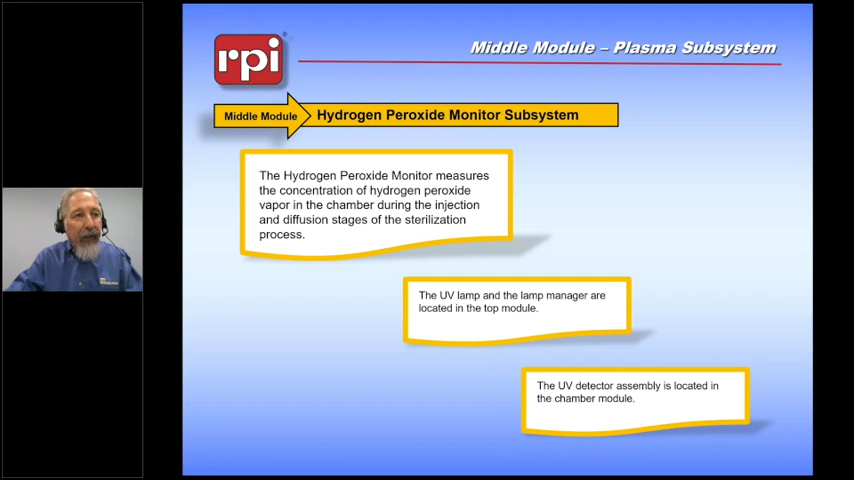 rpi
Middle Module – Plasma Subsystem
Middle Module
Hydrogen Peroxide Monitor Subsystem
The Hydrogen Peroxide Monitor measures
the concentration of hydrogen peroxide
vapor in the chamber during the injection
and diffusion stages of the sterilization
process.
The UV lamp and the lamp manager are
located in the top module.
The UV detector assembly is located in
the chamber module.